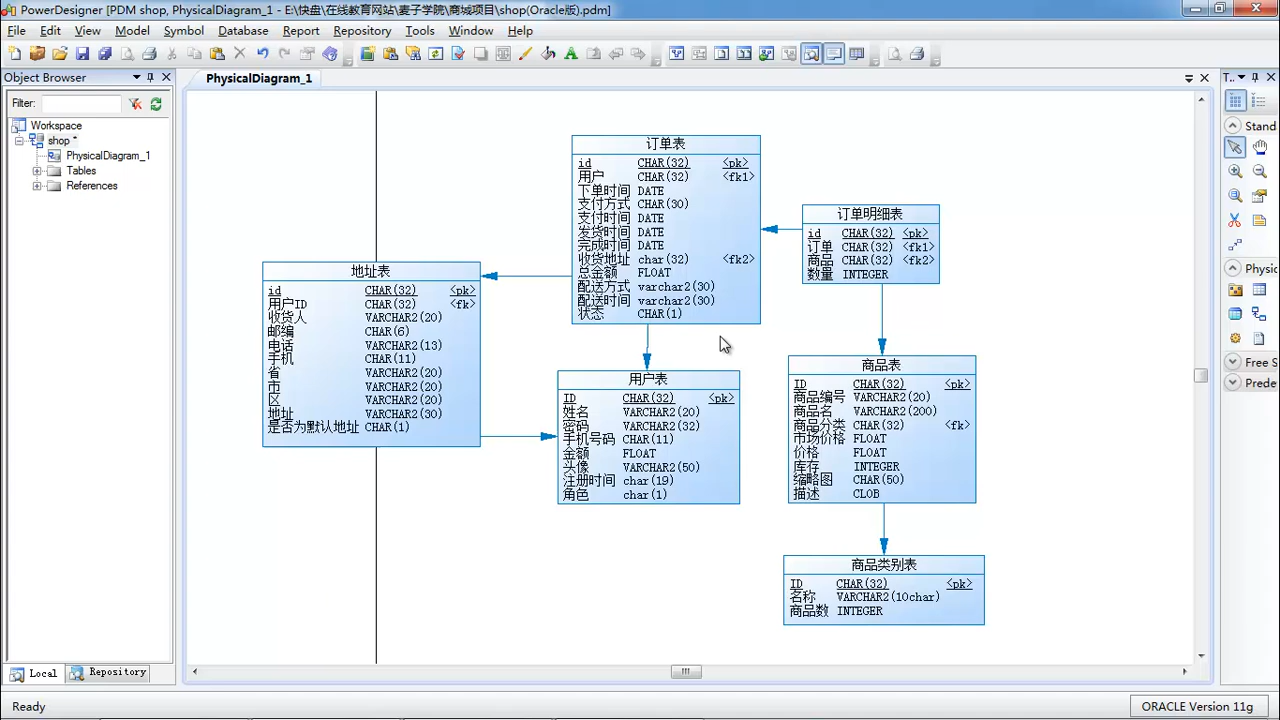 PowerDesigner [PDM shop, PhysicalDiagram_1 - E:\快盘\在线教育网站\麦子学院\商城项目\shop(Oracle版).pdm]
File Edit View Model Symbol Database Report Repository Tools Window Help
Object Browser
PhysicalDiagram_1
T...
Filter:
Workspace
shop *
PhysicalDiagram_1
Tables
References
Local
Repository
订单表
id CHAR(32) <pk>
用户 CHAR(32) <fk1>
下单时间 DATE
支付方式 CHAR(30)
支付时间 DATE
发货时间 DATE
完成时间 DATE
收货地址 char(32) <fk2>
总金额 FLOAT
配送方式 varchar2(30)
配送时间 varchar2(30)
状态 CHAR(1)
订单明细表
id CHAR(32) <pk>
订单 CHAR(32) <fk1>
商品 CHAR(32) <fk2>
数量 INTEGER
地址表
id CHAR(32) <pk>
用户ID CHAR(32) <fk>
收货人 VARCHAR2(20)
邮编 CHAR(6)
电话 VARCHAR2(13)
手机 CHAR(11)
省 VARCHAR2(20)
市 VARCHAR2(20)
区 VARCHAR2(20)
地址 VARCHAR2(30)
是否为默认地址 CHAR(1)
用户表
ID CHAR(32) <pk>
姓名 VARCHAR2(20)
密码 VARCHAR2(32)
手机号码 CHAR(11)
金额 FLOAT
头像 VARCHAR2(50)
注册时间 char(19)
角色 char(1)
商品表
ID CHAR(32) <pk>
商品编号 VARCHAR2(20)
商品名 VARCHAR2(200)
商品分类 CHAR(32) <fk>
市场价格 FLOAT
价格 FLOAT
库存 INTEGER
缩略图 CHAR(50)
描述 CLOB
商品类别表
ID CHAR(32) <pk>
名称 VARCHAR2(10char)
商品数 INTEGER
Stand
Physic
Free S
Prede
Ready
ORACLE Version 11g